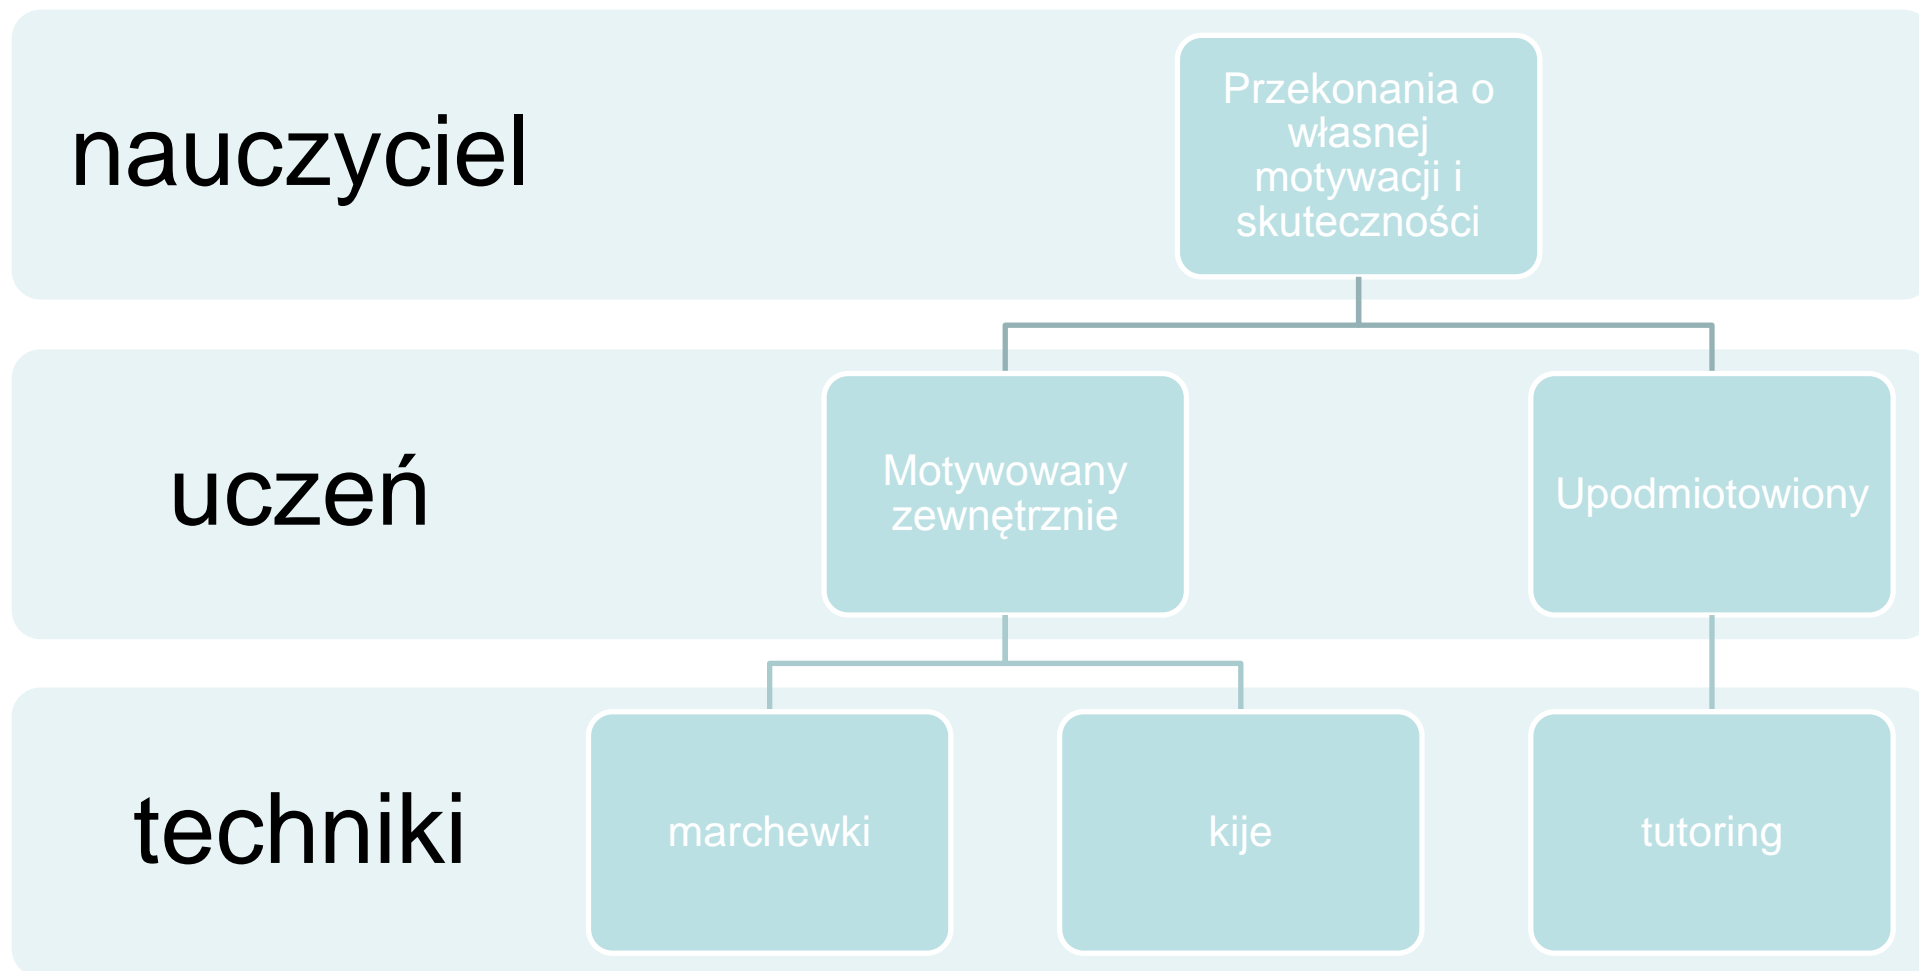 nauczyciel
Przekonania o
własnej
motywacji i
skuteczności
uczeń
Motywowany
zewnętrznie
Upodmiotowiony
techniki
marchewki
kije
tutoring